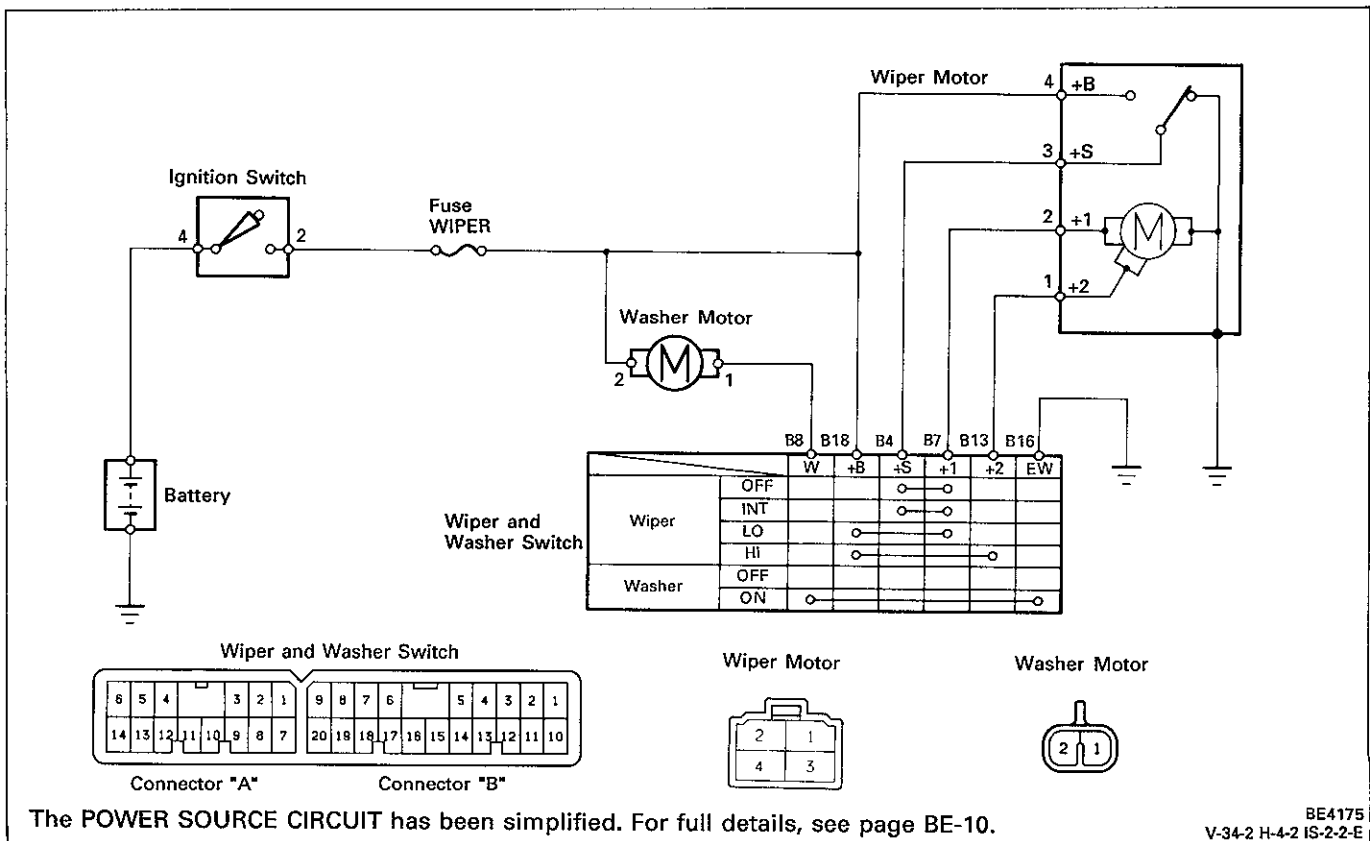 Wiper Motor
4 +B
3 +S
2 +1
1 +2
M
Ignition Switch
4 2
Fuse
WIPER
Washer Motor
2 M 1
Battery
Wiper and
Washer Switch
B8 B18 B4 B7 B13 B16
W +B +S +1 +2 EW
Wiper
OFF
INT
LO
HI
Washer
OFF
ON
Wiper and Washer Switch
6 5 4 3 2 1 9 8 7 6 5 4 3 2 1
14 13 12 11 10 9 8 7 20 19 18 17 16 15 14 13 12 11 10
Connector "A" Connector "B"
Wiper Motor
2 1
4 3
Washer Motor
2 1
The POWER SOURCE CIRCUIT has been simplified. For full details, see page BE-10.
BE4175
V-34-2 H-4-2 IS-2-2-E